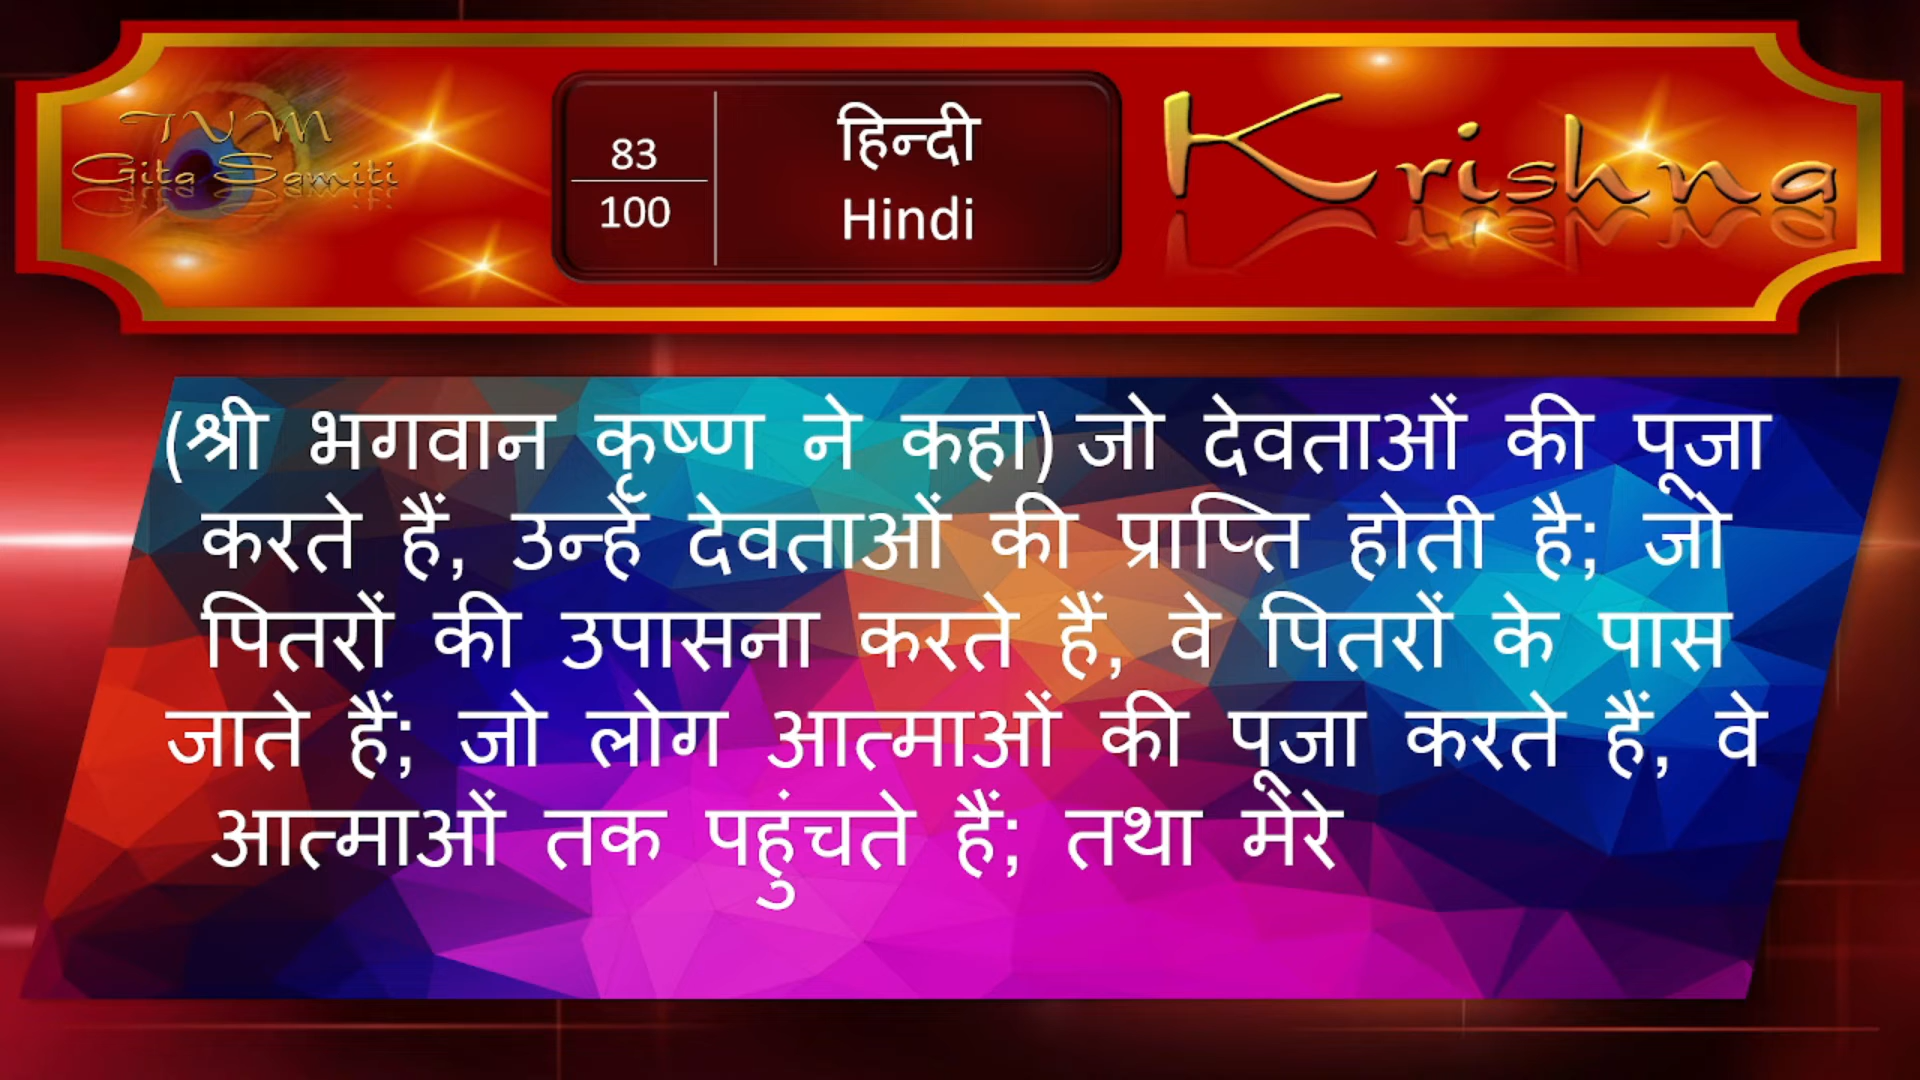 TVM
Gita Samiti
83
100
हिन्दी
Hindi
Krishna
(श्री भगवान कृष्ण ने कहा) जो देवताओं की पूजा
करते हैं, उन्हें देवताओं की प्राप्ति होती है; जो
पितरों की उपासना करते हैं, वे पितरों के पास
जाते हैं; जो लोग आत्माओं की पूजा करते हैं, वे
आत्माओं तक पहुंचते हैं; तथा मेरे